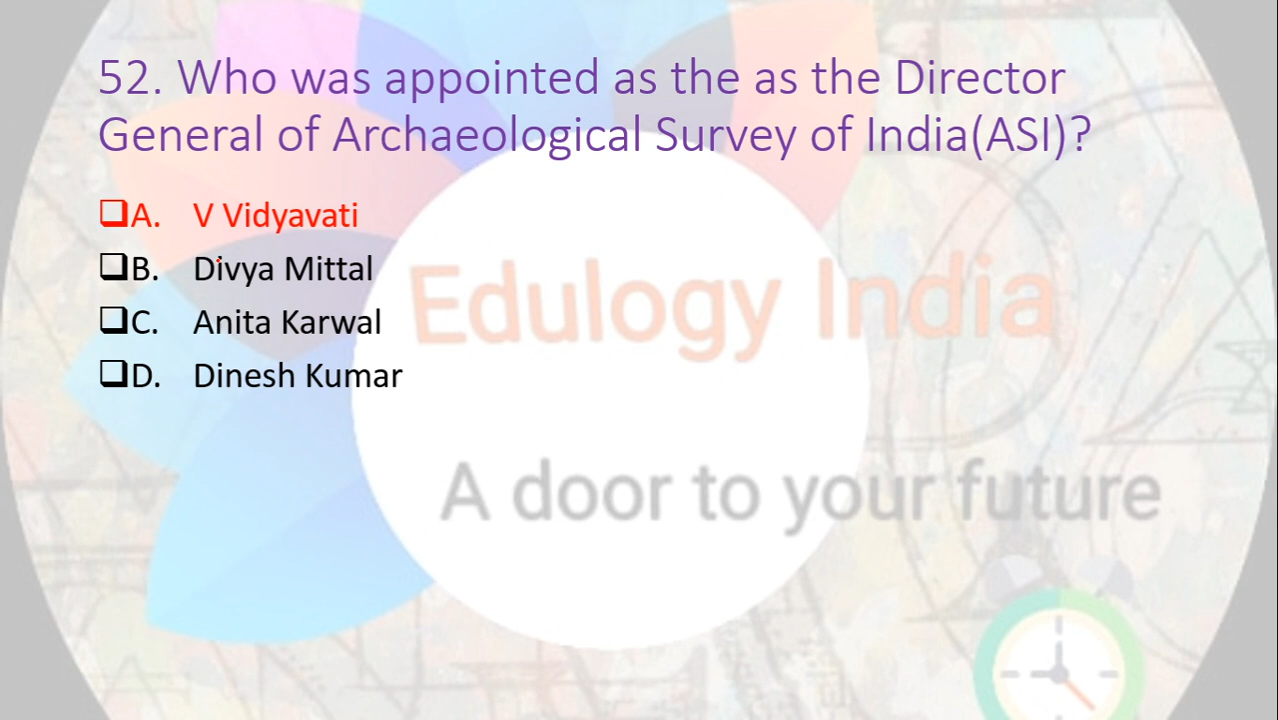 52. Who was appointed as the as the Director
General of Archaeological Survey of India(ASI)?
A. V Vidyavati
B. Divya Mittal
C. Anita Karwal
D. Dinesh Kumar
Edulogy India
A door to your future